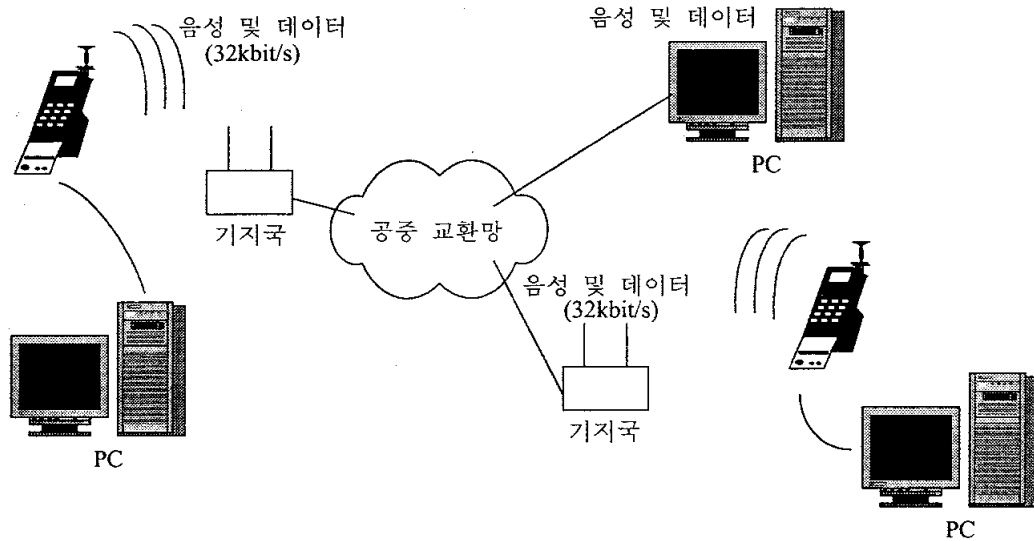 음성 및 데이터
(32kbit/s)
음성 및 데이터
PC
기지국
공중 교환망
음성 및 데이터
(32kbit/s)
기지국
PC
PC